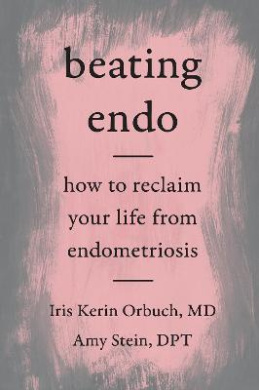 beating
endo
how to reclaim
your life from
endometriosis
Iris Kerin Orbuch, MD
Amy Stein, DPT